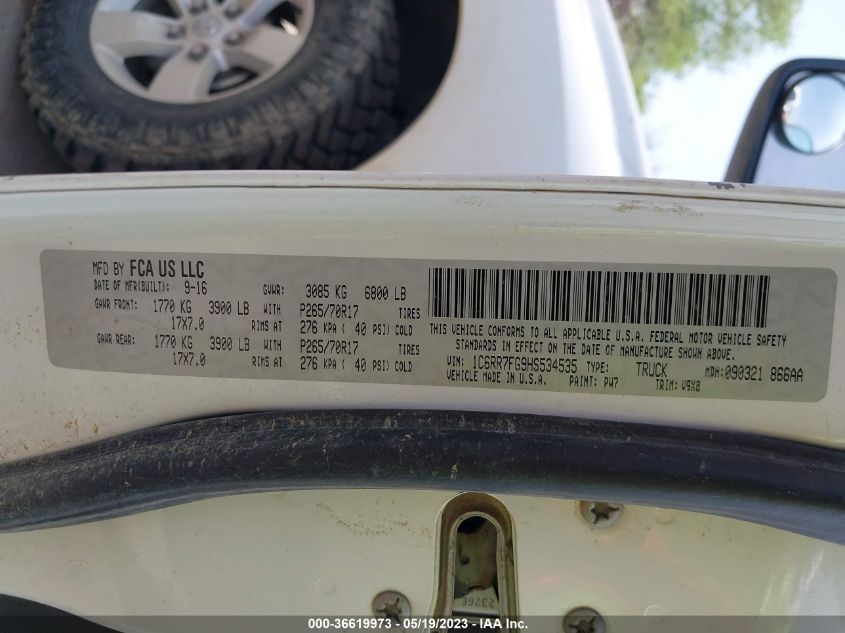 MFD BY FCA US LLC
DATE OF MFR(BUILT): 9-16 GVWR: 3085 KG 6800 LB
GAWR FRONT: 1770 KG 3900 LB WITH P265/70R17 TIRES
17X7.0 RIMS AT 276 KPA ( 40 PSI) COLD
GAWR REAR: 1770 KG 3900 LB WITH P265/70R17 TIRES
17X7.0 RIMS AT 276 KPA ( 40 PSI) COLD
THIS VEHICLE CONFORMS TO ALL APPLICABLE U.S.A. FEDERAL MOTOR VEHICLE SAFETY
STANDARDS IN EFFECT ON THE DATE OF MANUFACTURE SHOWN ABOVE.
VIN: 1C6RR7FG9HS534535 TYPE: TRUCK MDH:090321 866AA
VEHICLE MADE IN U.S.A. PAINT: PW7 TRIM: V9X8
2326E
000-36619973 - 05/19/2023 - IAA, Inc.